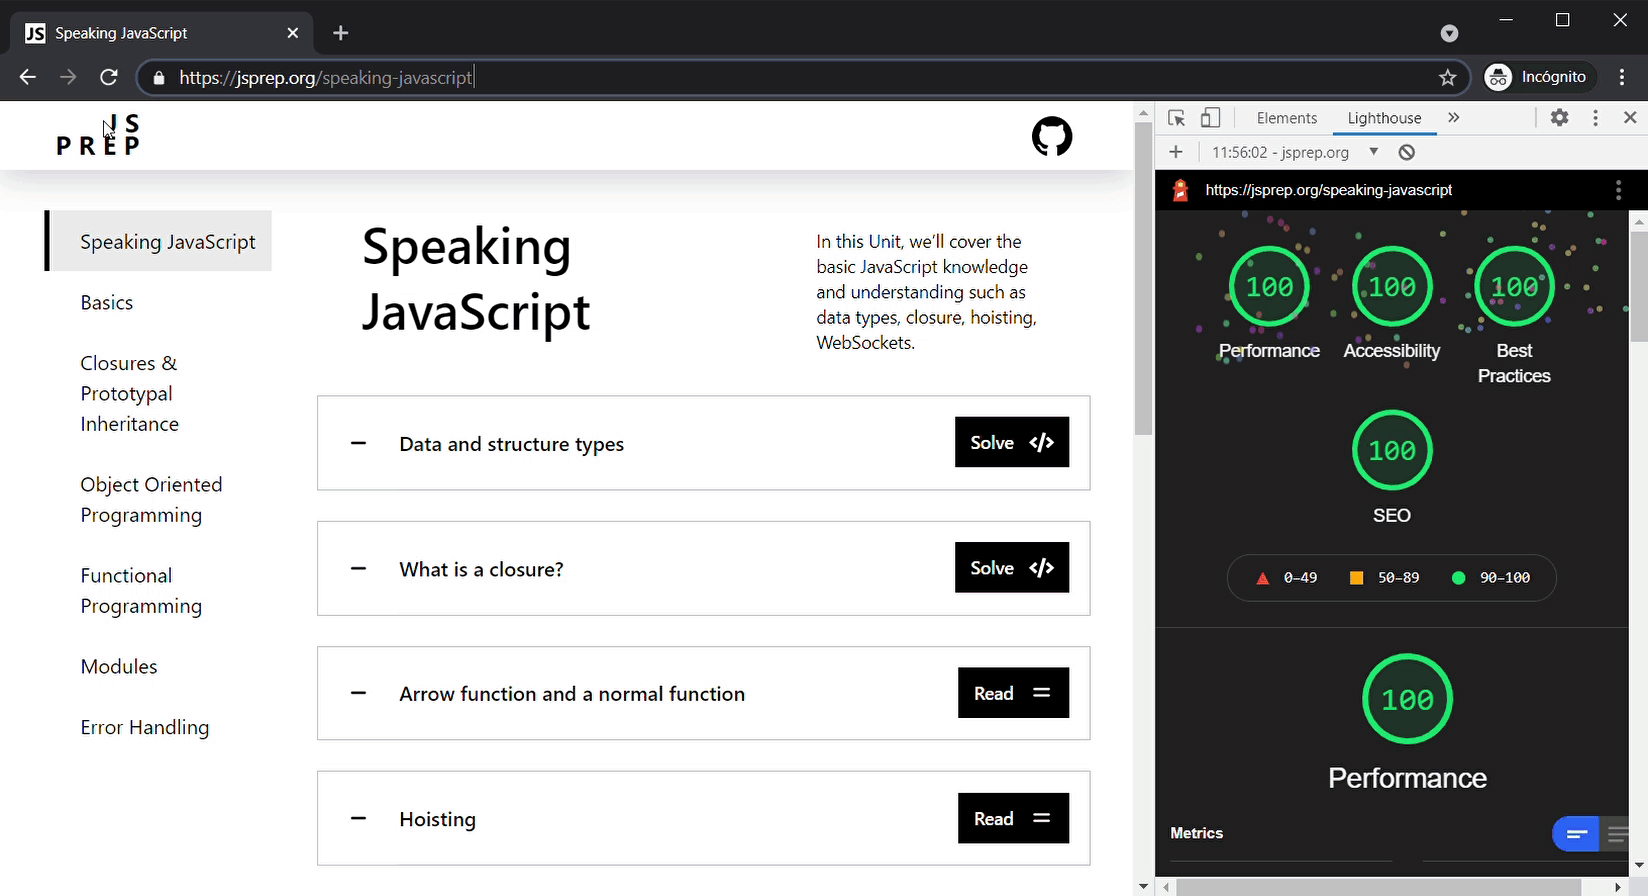 JS Speaking JavaScript
https://jsprep.org/speaking-javascript
Incógnito
JS
PREP
Speaking JavaScript
Basics
Closures &
Prototypal
Inheritance
Object Oriented
Programming
Functional
Programming
Modules
Error Handling
Speaking
JavaScript
In this Unit, we'll cover the
basic JavaScript knowledge
and understanding such as
data types, closure, hoisting,
WebSockets.
Data and structure types
Solve </>
What is a closure?
Solve </>
Arrow function and a normal function
Read
Hoisting
Read
Elements
Lighthouse
11:56:02 - jsprep.org
https://jsprep.org/speaking-javascript
100
Performance
100
Accessibility
100
Best
Practices
100
SEO
0–49
50–89
90–100
100
Performance
Metrics